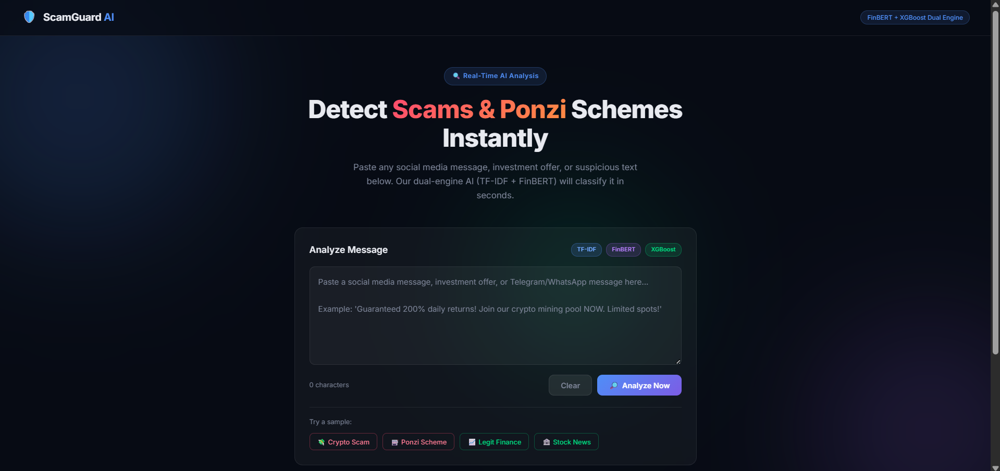 ScamGuard AI
FinBERT + XGBoost Dual Engine
Real-Time AI Analysis
Detect Scams & Ponzi Schemes
Instantly
Paste any social media message, investment offer, or suspicious text
below. Our dual-engine AI (TF-IDF + FinBERT) will classify it in
seconds.
Analyze Message
TF-IDF
FinBERT
XGBoost
Paste a social media message, investment offer, or Telegram/WhatsApp message here...
Example: 'Guaranteed 200% daily returns! Join our crypto mining pool NOW. Limited spots!'
0 characters
Clear
Analyze Now
Try a sample:
Crypto Scam
Ponzi Scheme
Legit Finance
Stock News